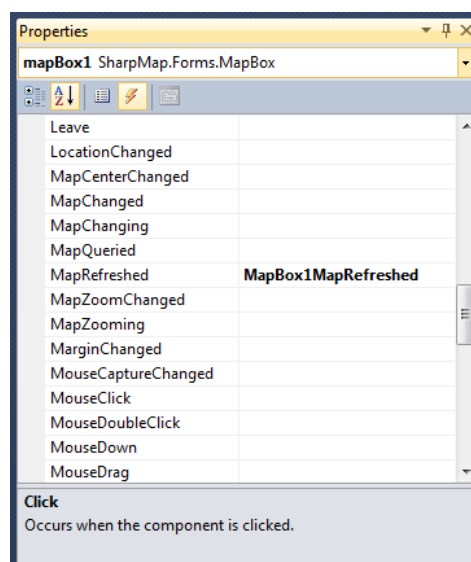 Properties
mapBox1 SharpMap.Forms.MapBox
Leave
LocationChanged
MapCenterChanged
MapChanged
MapChanging
MapQueried
MapRefreshed MapBox1MapRefreshed
MapZoomChanged
MapZooming
MarginChanged
MouseCaptureChanged
MouseClick
MouseDoubleClick
MouseDown
MouseDrag
Click
Occurs when the component is clicked.